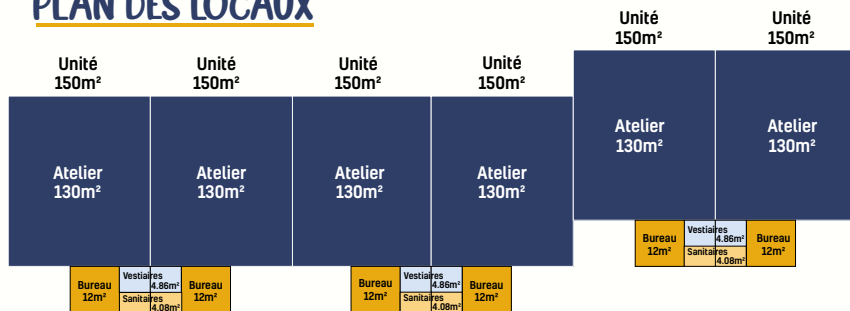 PLAN DES LOCAUX
Unité
150m²
Unité
150m²
Unité
150m²
Unité
150m²
Unité
150m²
Unité
150m²
Atelier
130m²
Atelier
130m²
Atelier
130m²
Atelier
130m²
Atelier
130m²
Atelier
130m²
Bureau
12m²
Vestiaires
4.86m²
Sanitaires
4.08m²
Bureau
12m²
Bureau
12m²
Vestiaires
4.86m²
Sanitaires
4.08m²
Bureau
12m²
Bureau
12m²
Vestiaires
4.86m²
Sanitaires
4.08m²
Bureau
12m²